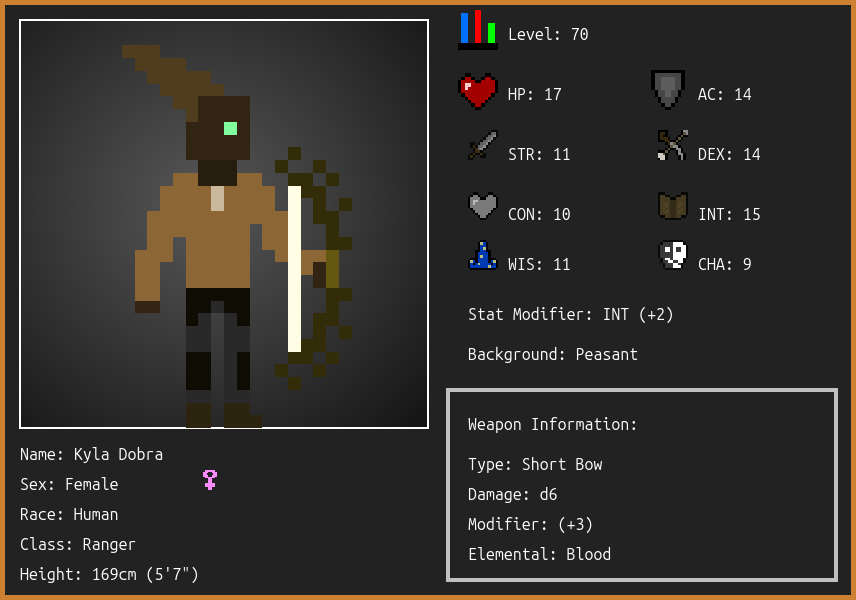 Level: 70
HP: 17
AC: 14
STR: 11
DEX: 14
CON: 10
INT: 15
WIS: 11
CHA: 9
Stat Modifier: INT (+2)
Background: Peasant
Weapon Information:
Type: Short Bow
Damage: d6
Modifier: (+3)
Elemental: Blood
Name: Kyla Dobra
Sex: Female
Race: Human
Class: Ranger
Height: 169cm (5'7")